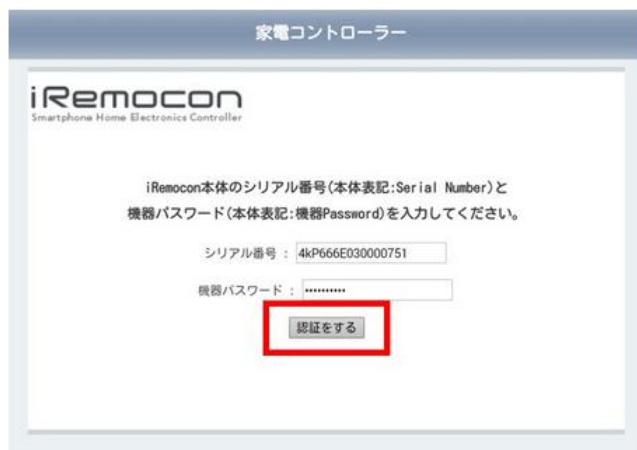 家電コントローラー
iRemocon
Smartphone Home Electronics Controller
iRemocon本体のシリアル番号(本体表記:Serial Number)と
機器パスワード(本体表記:機器Password)を入力してください。
シリアル番号 : 4kP666E030000751
機器パスワード : ••••••••••
認証をする